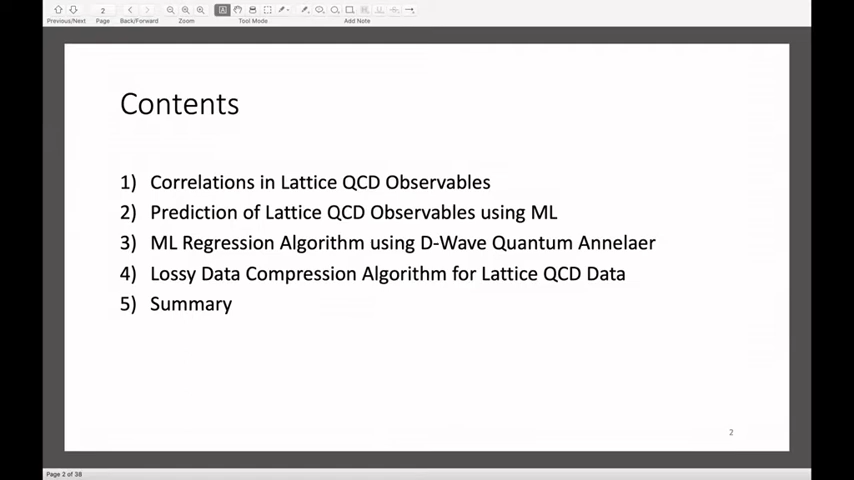 2
Previous/Next Page Back/Forward Zoom Tool Mode Add Note
Contents
1) Correlations in Lattice QCD Observables
2) Prediction of Lattice QCD Observables using ML
3) ML Regression Algorithm using D-Wave Quantum Annelaer
4) Lossy Data Compression Algorithm for Lattice QCD Data
5) Summary
2
Page 2 of 38